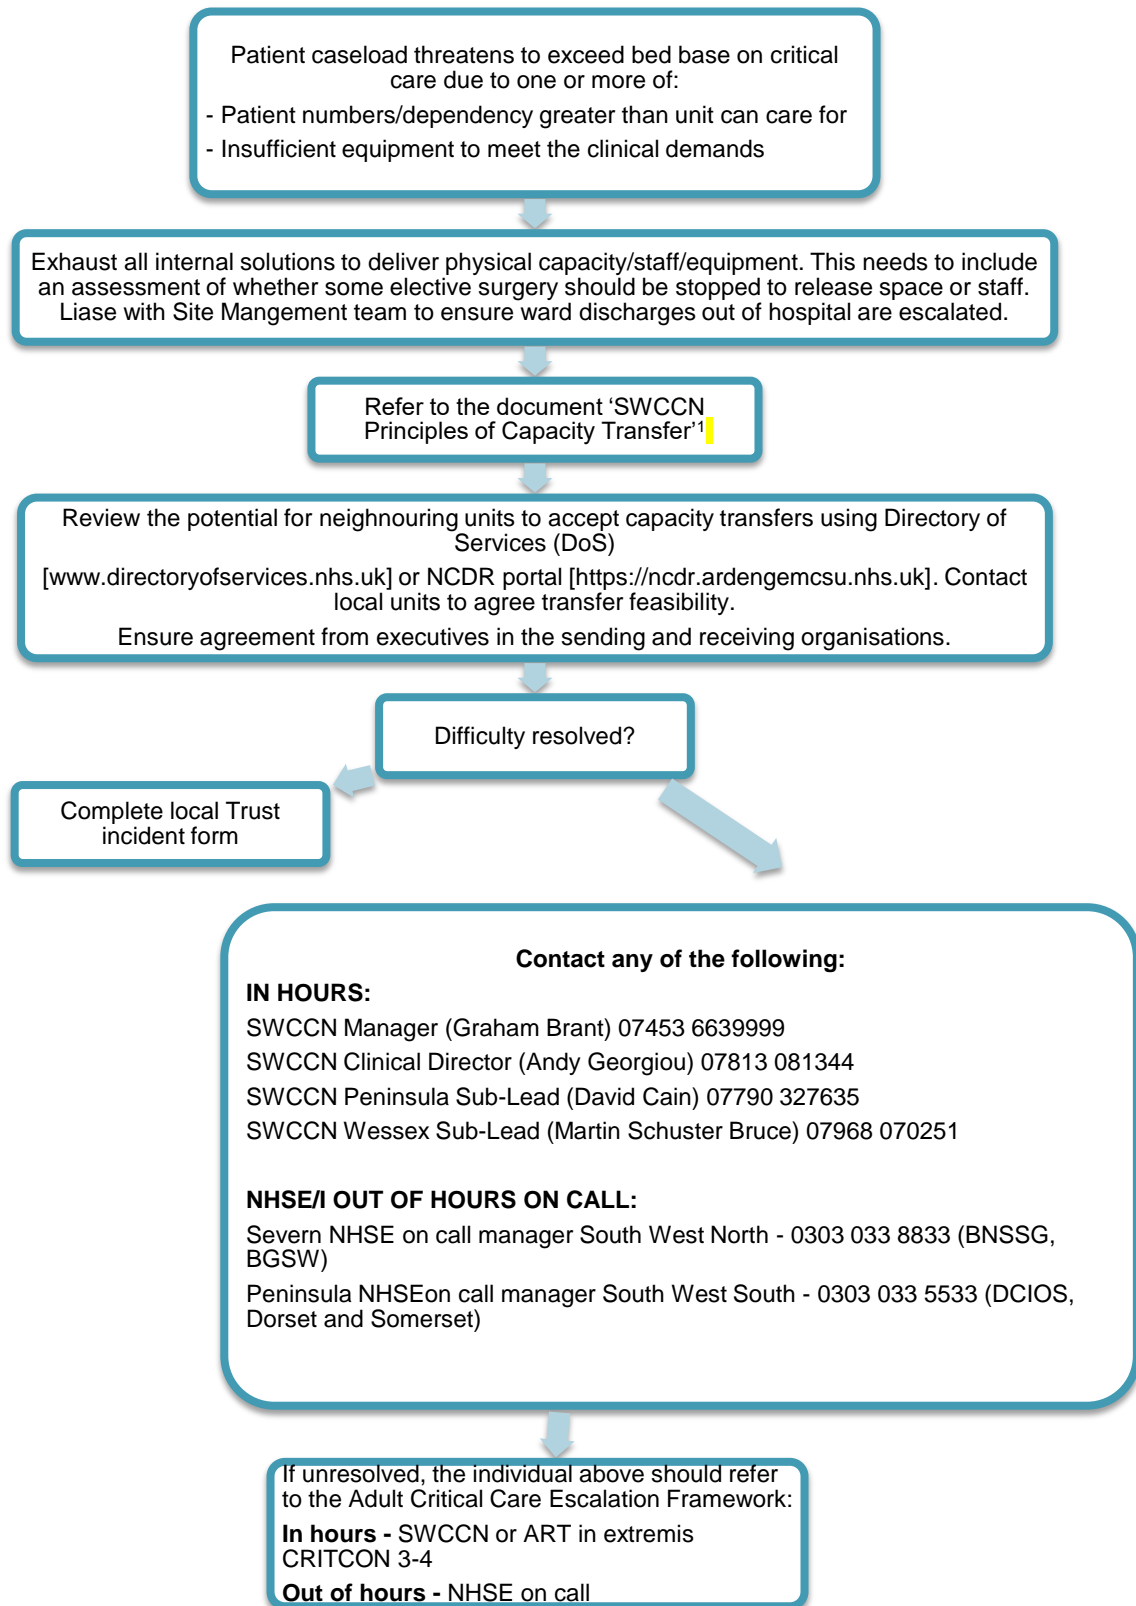 Patient caseload threatens to exceed bed base on critical
care due to one or more of:
- Patient numbers/dependency greater than unit can care for
- Insufficient equipment to meet the clinical demands
Exhaust all internal solutions to deliver physical capacity/staff/equipment. This needs to include
an assessment of whether some elective surgery should be stopped to release space or staff.
Liase with Site Mangement team to ensure ward discharges out of hospital are escalated.
Refer to the document ‘SWCCN
Principles of Capacity Transfer’¹
Review the potential for neighnouring units to accept capacity transfers using Directory of
Services (DoS)
[www.directoryofservices.nhs.uk] or NCDR portal [https://ncdr.ardengemcsu.nhs.uk]. Contact
local units to agree transfer feasibility.
Ensure agreement from executives in the sending and receiving organisations.
Difficulty resolved?
Complete local Trust
incident form
Contact any of the following:
IN HOURS:
SWCCN Manager (Graham Brant) 07453 6639999
SWCCN Clinical Director (Andy Georgiou) 07813 081344
SWCCN Peninsula Sub-Lead (David Cain) 07790 327635
SWCCN Wessex Sub-Lead (Martin Schuster Bruce) 07968 070251
NHSE/I OUT OF HOURS ON CALL:
Severn NHSE on call manager South West North - 0303 033 8833 (BNSSG,
BGSW)
Peninsula NHSEon call manager South West South - 0303 033 5533 (DCIOS,
Dorset and Somerset)
If unresolved, the individual above should refer
to the Adult Critical Care Escalation Framework:
In hours - SWCCN or ART in extremis
CRITCON 3-4
Out of hours - NHSE on call